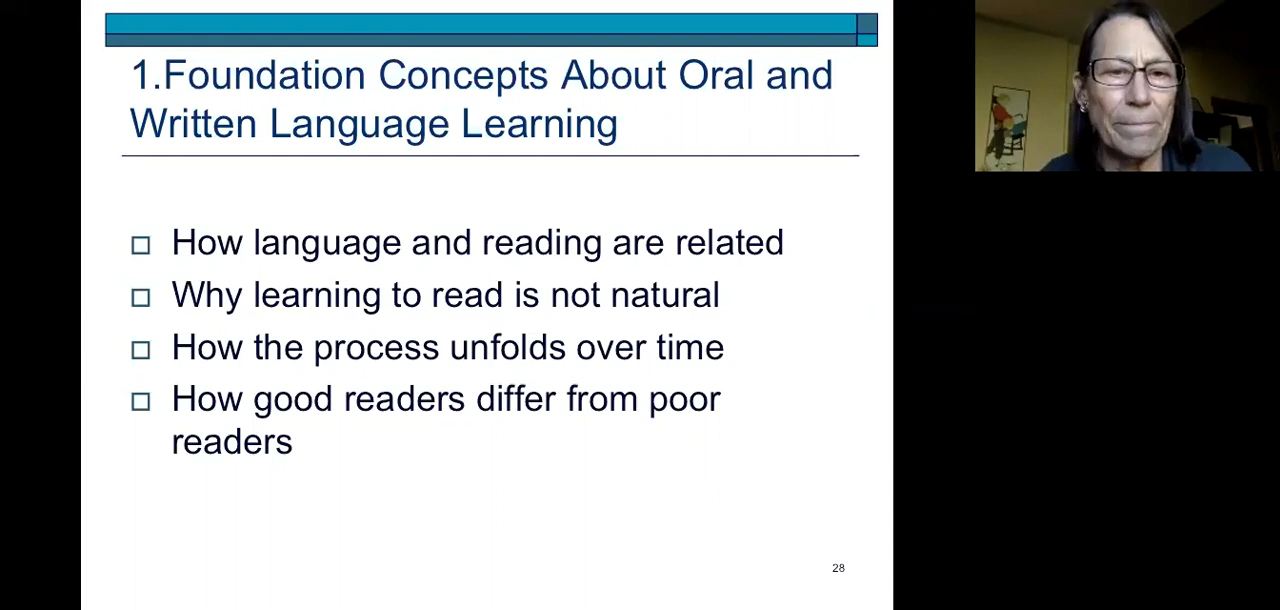 1.Foundation Concepts About Oral and
Written Language Learning
How language and reading are related
Why learning to read is not natural
How the process unfolds over time
How good readers differ from poor
readers
28